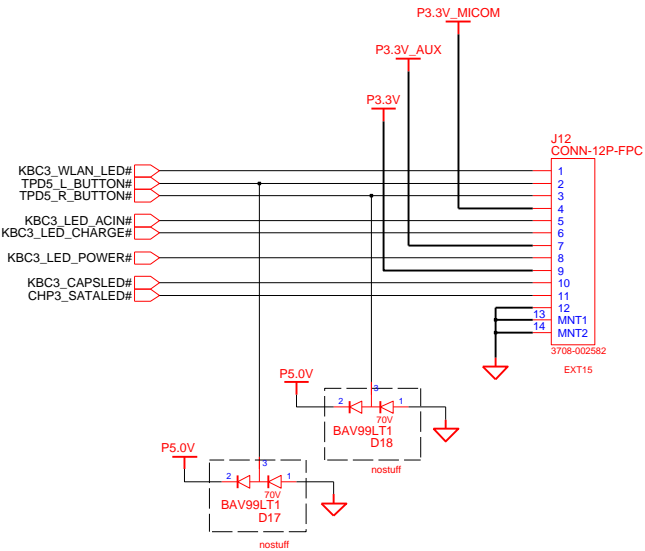 P3.3V_MICOM
P3.3V_AUX
P3.3V
J12
CONN-12P-FPC
KBC3_WLAN_LED#
1
TPD5_L_BUTTON#
2
TPD5_R_BUTTON#
3
4
KBC3_LED_ACIN#
5
KBC3_LED_CHARGE#
6
7
KBC3_LED_POWER#
8
9
KBC3_CAPSLED#
10
CHP3_SATALED#
11
12
13 MNT1
14 MNT2
3708-002582
EXT15
P5.0V
3
2 1
70V
BAV99LT1
D18
nostuff
P5.0V
3
2 1
70V
BAV99LT1
D17
nostuff